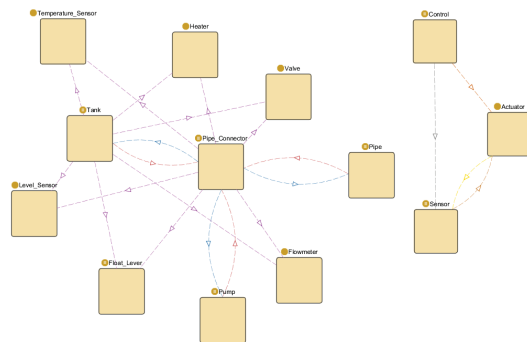 Temperature_Sensor
Heater
Control
Valve
Tank
Actuator
Pipe_Connector
Pipe
Level_Sensor
Sensor
Float_Lever
Flowmeter
Pump